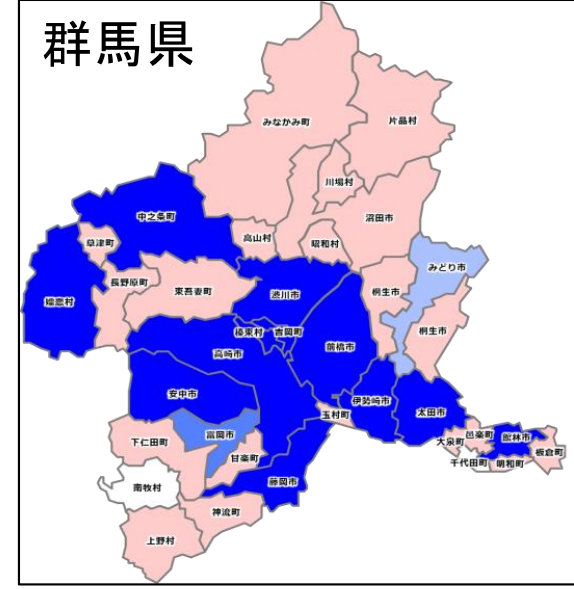 群馬県
みなかみ町
片品村
川場村
中之条町
沼田市
草津町
高山村
昭和村
みどり市
長野原町
東吾妻町
桐生市
嬬恋村
渋川市
榛東村
吉岡町
桐生市
前橋市
高崎市
安中市
伊勢崎市
玉村町
太田市
富岡市
邑楽町
館林市
下仁田町
大泉町
板倉町
甘楽町
千代田町
明和町
藤岡市
南牧村
神流町
上野村